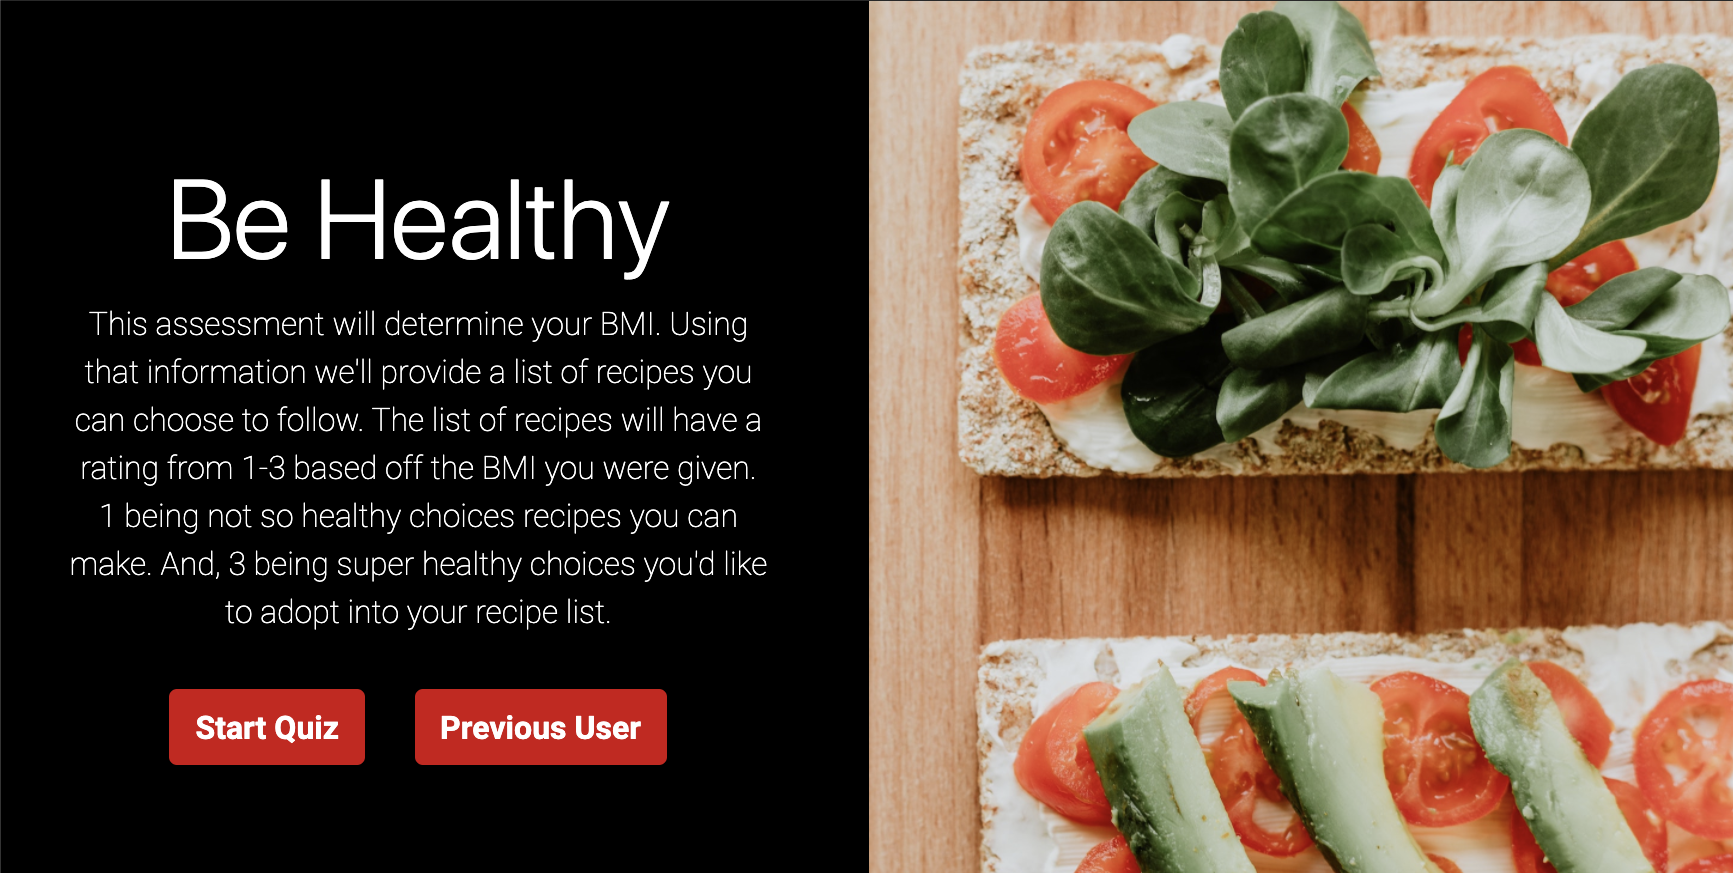 Be Healthy
This assessment will determine your BMI. Using
that information we'll provide a list of recipes you
can choose to follow. The list of recipes will have a
rating from 1-3 based off the BMI you were given.
1 being not so healthy choices recipes you can
make. And, 3 being super healthy choices you'd like
to adopt into your recipe list.
Start Quiz
Previous User